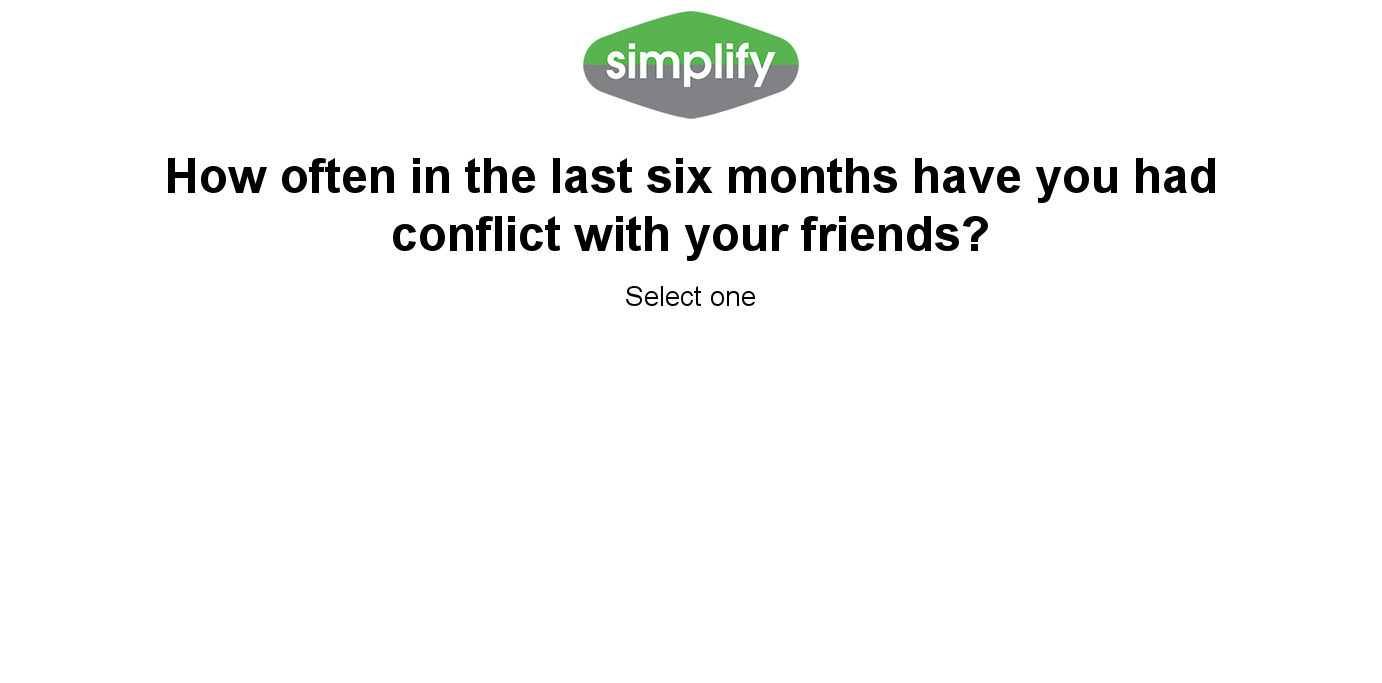 simplify
How often in the last six months have you had
conflict with your friends?
Select one